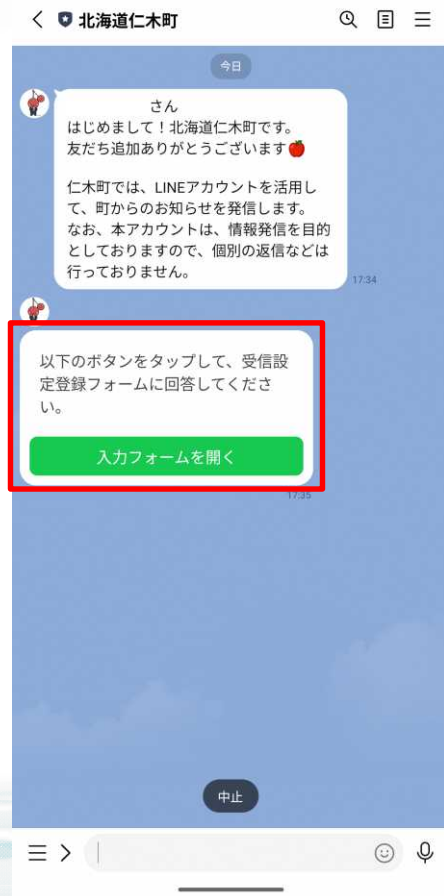 北海道仁木町
今日
さん
はじめまして！北海道仁木町です。
友だち追加ありがとうございます🍎
仁木町では、LINEアカウントを活用し
て、町からのお知らせを発信します。
なお、本アカウントは、情報発信を目的
としておりますので、個別の返信などは
行っておりません。
17:34
以下のボタンをタップして、受信設
定登録フォームに回答してくださ
い。
入力フォームを開く
17:35
中止